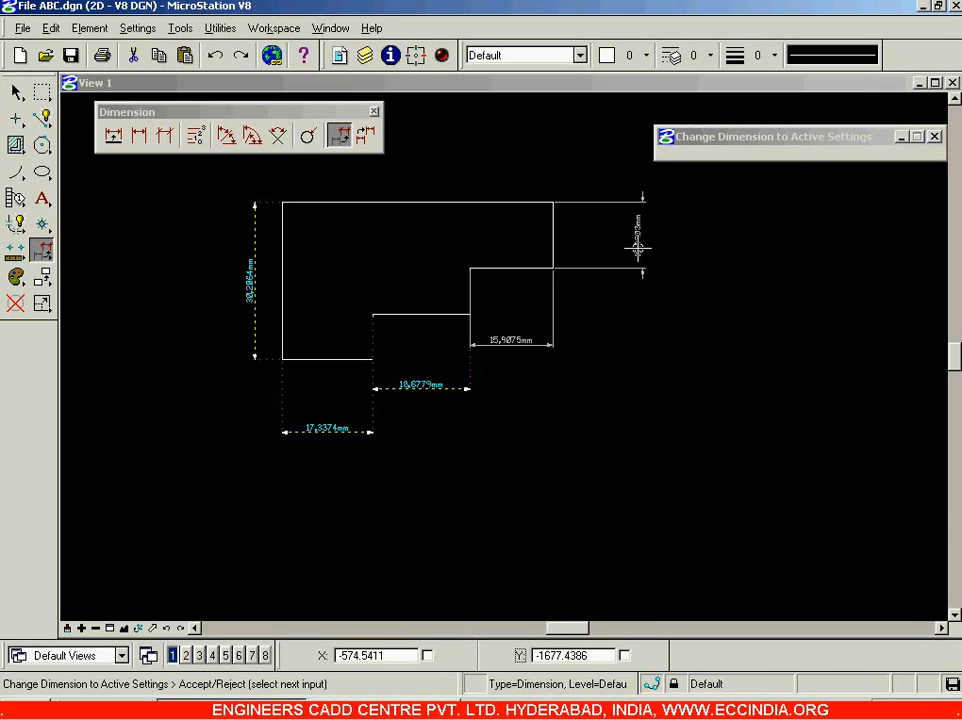 File ABC.dgn (2D - V8 DGN) - MicroStation V8
File Edit Element Settings Tools Utilities Workspace Window Help
Default 0 0 0
View 1
Dimension
Change Dimension to Active Settings
30.2064mm
15.9075mm
18.6779mm
17.3374mm
Default Views 1 2 3 4 5 6 7 8 X: -574.5411 Y: -1677.4386
Change Dimension to Active Settings > Accept/Reject (select next input) Type=Dimension, Level=Defau Default
ENGINEERS CADD CENTRE PVT. LTD. HYDERABAD, INDIA, WWW.ECCINDIA.ORG